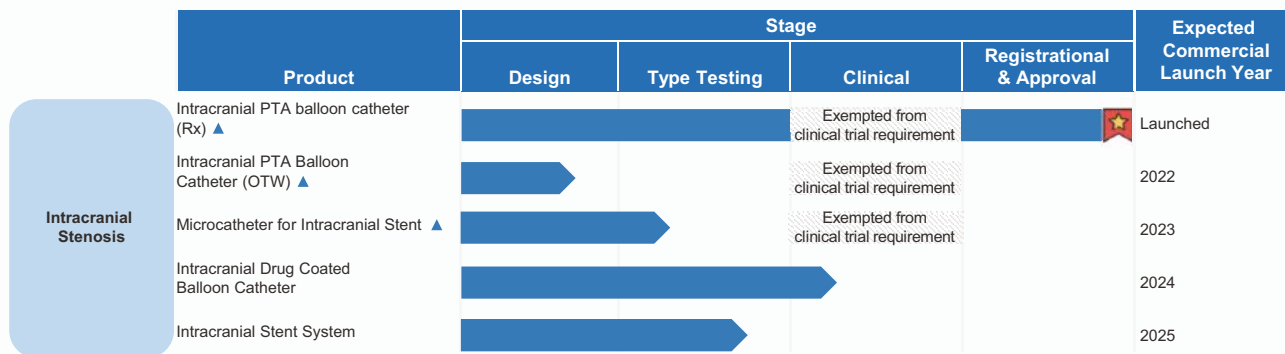 Product
Stage
Design
Type Testing
Clinical
Registrational
& Approval
Expected
Commercial
Launch Year
Intracranial
Stenosis
Intracranial PTA balloon catheter
(Rx) ▲
Exempted from
clinical trial requirement
Launched
Intracranial PTA Balloon
Catheter (OTW) ▲
Exempted from
clinical trial requirement
2022
Microcatheter for Intracranial Stent ▲
Exempted from
clinical trial requirement
2023
Intracranial Drug Coated
Balloon Catheter
2024
Intracranial Stent System
2025